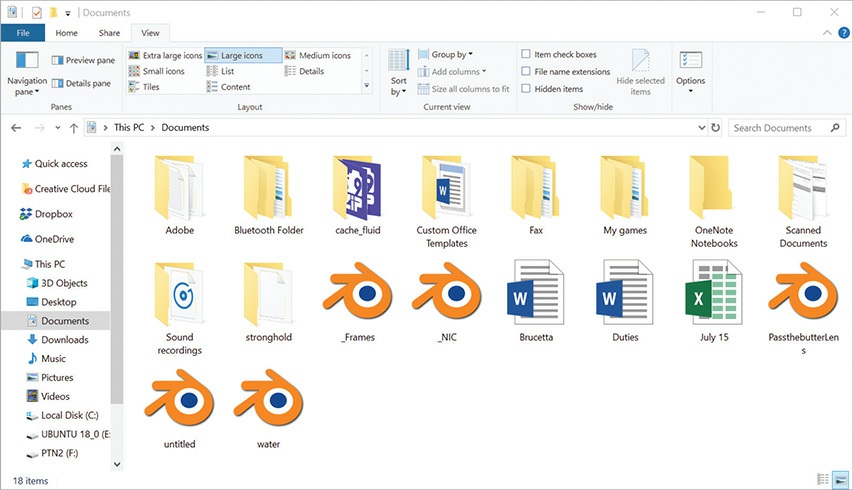 Documents
File
Home
Share
View
Navigation
pane
Preview pane
Details pane
Panes
Extra large icons
Large icons
Medium icons
Small icons
List
Details
Tiles
Content
Layout
Sort
by
Group by
Add columns
Size all columns to fit
Current view
Item check boxes
File name extensions
Hidden items
Hide selected
items
Show/hide
Options
This PC > Documents
Search Documents
Quick access
Creative Cloud File
Dropbox
OneDrive
This PC
3D Objects
Desktop
Documents
Downloads
Music
Pictures
Videos
Local Disk (C:)
UBUNTU 18_0 (E:
PTN2 (F:)
Adobe
Bluetooth Folder
ZIP
cache_fluid
W
Custom Office
Templates
Fax
My games
OneNote
Notebooks
Scanned
Documents
Sound
recordings
stronghold
_Frames
_NIC
W
Brucetta
W
Duties
X
July 15
PassthebutterLen
s
untitled
water
18 items